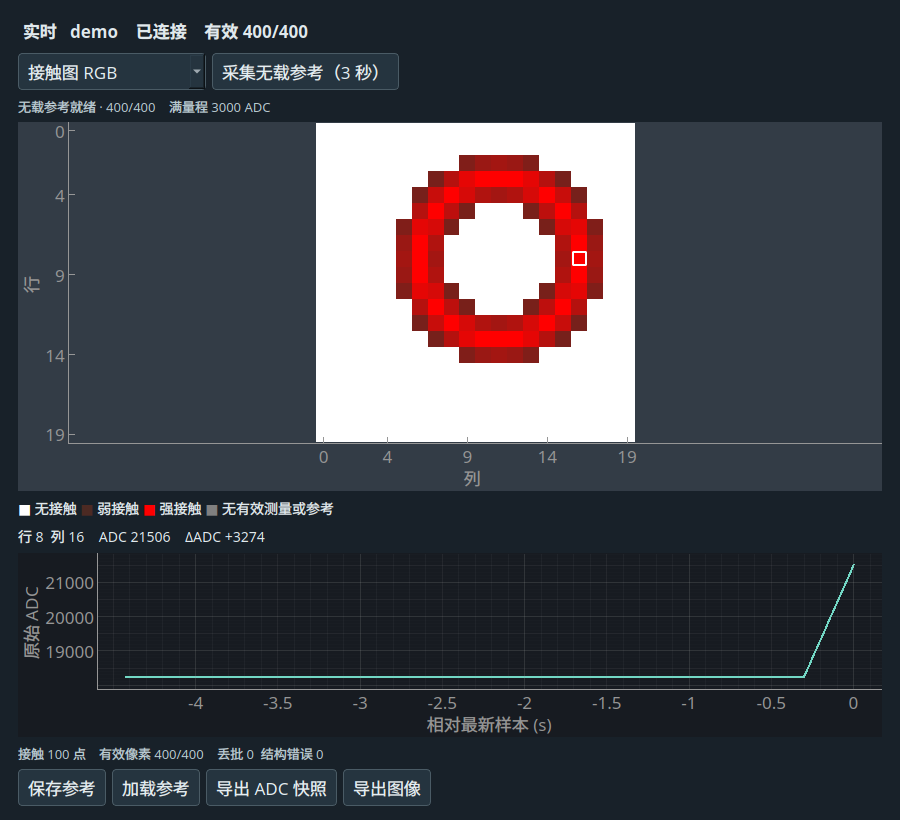 实时 demo 已连接 有效 400/400
接触图 RGB 采集无载参考（3 秒）
无载参考就绪 · 400/400 满量程 3000 ADC
0
4
9
14
19
行
0 4 9 14 19
列
无接触 弱接触 强接触 无有效测量或参考
行 8 列 16 ADC 21506 ΔADC +3274
21000
20000
19000
原始 ADC
-4 -3.5 -3 -2.5 -2 -1.5 -1 -0.5 0
相对最新样本 (s)
接触 100 点 有效像素 400/400 丢批 0 结构错误 0
保存参考 加载参考 导出 ADC 快照 导出图像